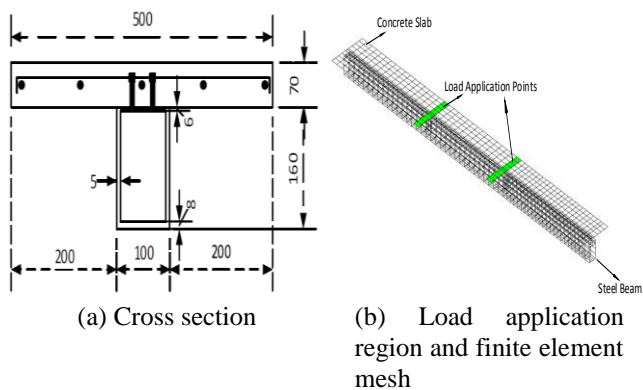 500
70
6
160
5
8
200
100
200
Concrete Slab
Load Application Points
Steel Beam
(a) Cross section
(b) Load application
region and finite element
mesh